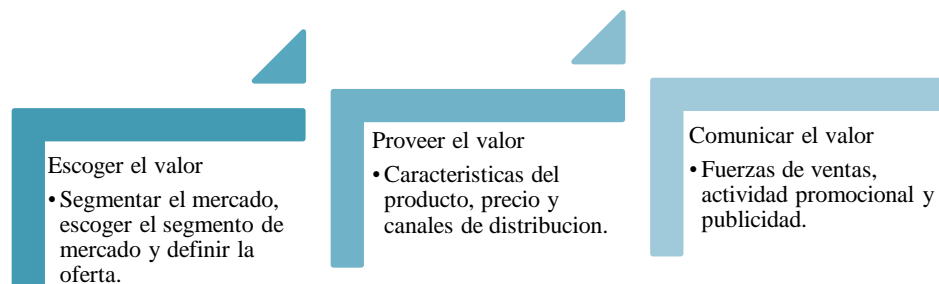 Escoger el valor
• Segmentar el mercado,
escoger el segmento de
mercado y definir la
oferta.
Proveer el valor
• Caracteristicas del
producto, precio y
canales de distribucion.
Comunicar el valor
• Fuerzas de ventas,
actividad promocional y
publicidad.